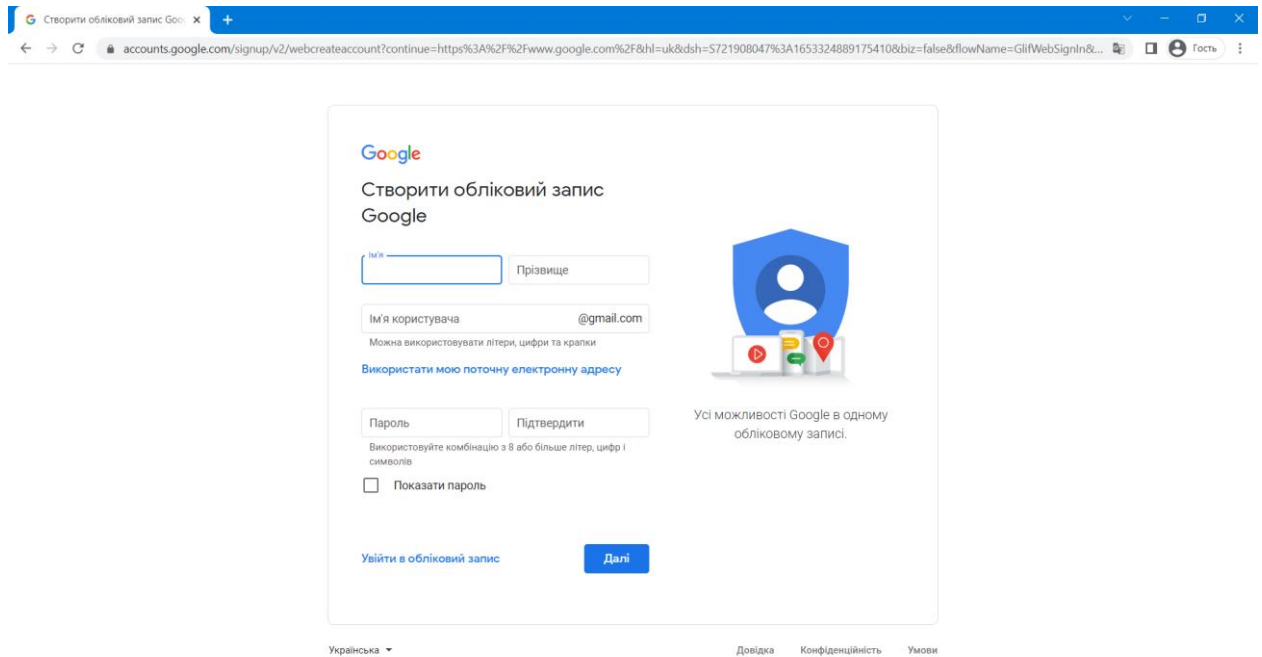 Створити обліковий запис Goo
accounts.google.com/signup/v2/webcreateaccount?continue=https%3A%2F%2Fwww.google.com%2F&hl=uk&dsh=S721908047%3A1653324889175410&biz=false&flowName=GlifWebSignIn&...
Гость
Google
Створити обліковий запис
Google
Ім'я
Прізвище
Ім'я користувача @gmail.com
Можна використовувати літери, цифри та крапки
Використати мою поточну електронну адресу
Пароль Підтвердити
Використовуйте комбінацію з 8 або більше літер, цифр і
символів
Показати пароль
Увійти в обліковий запис Далі
Усі можливості Google в одному
обліковому записі.
Українська Довідка Конфіденційність Умови